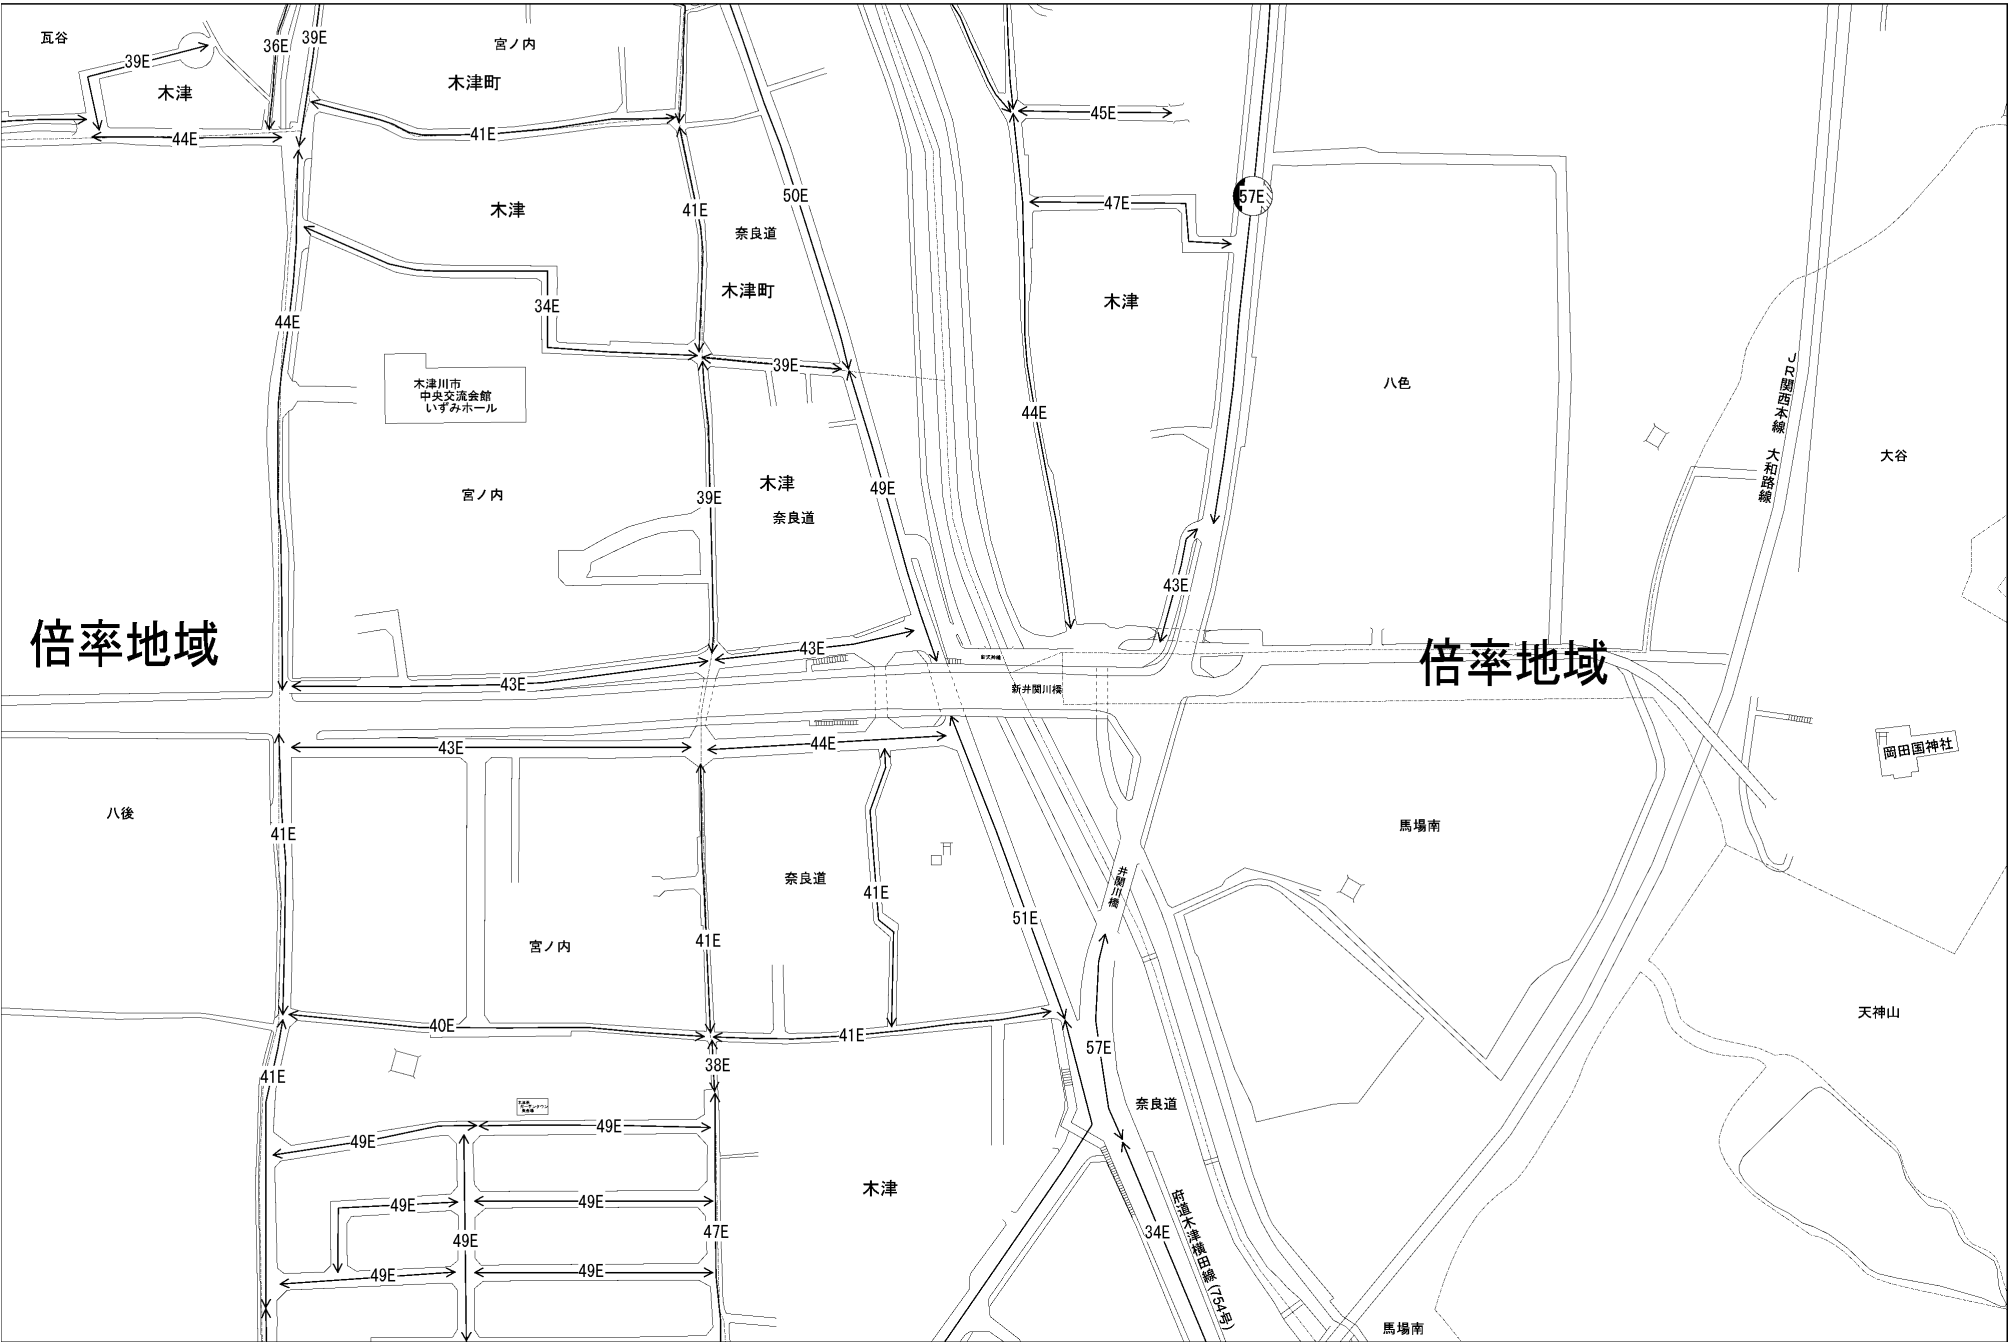 瓦谷
36E
39E
宮ノ内
39E
木津
木津町
44E
41E
45E
50E
木津
41E
47E
57E
奈良道
木津町
木津
34E
44E
39E
八色
JR関西本線 大和路線
木津川市
中央交流会館
いずみホール
44E
大谷
宮ノ内
39E
木津
49E
奈良道
43E
倍率地域
43E
43E
新井関川橋
倍率地域
43E
44E
岡田国神社
八後
41E
馬場南
奈良道
41E
井関川橋
51E
宮ノ内
41E
天神山
40E
41E
57E
38E
41E
奈良道
49E
49E
木津
49E
49E
47E
49E
34E
府道木津横田線(754号)
49E
49E
馬場南